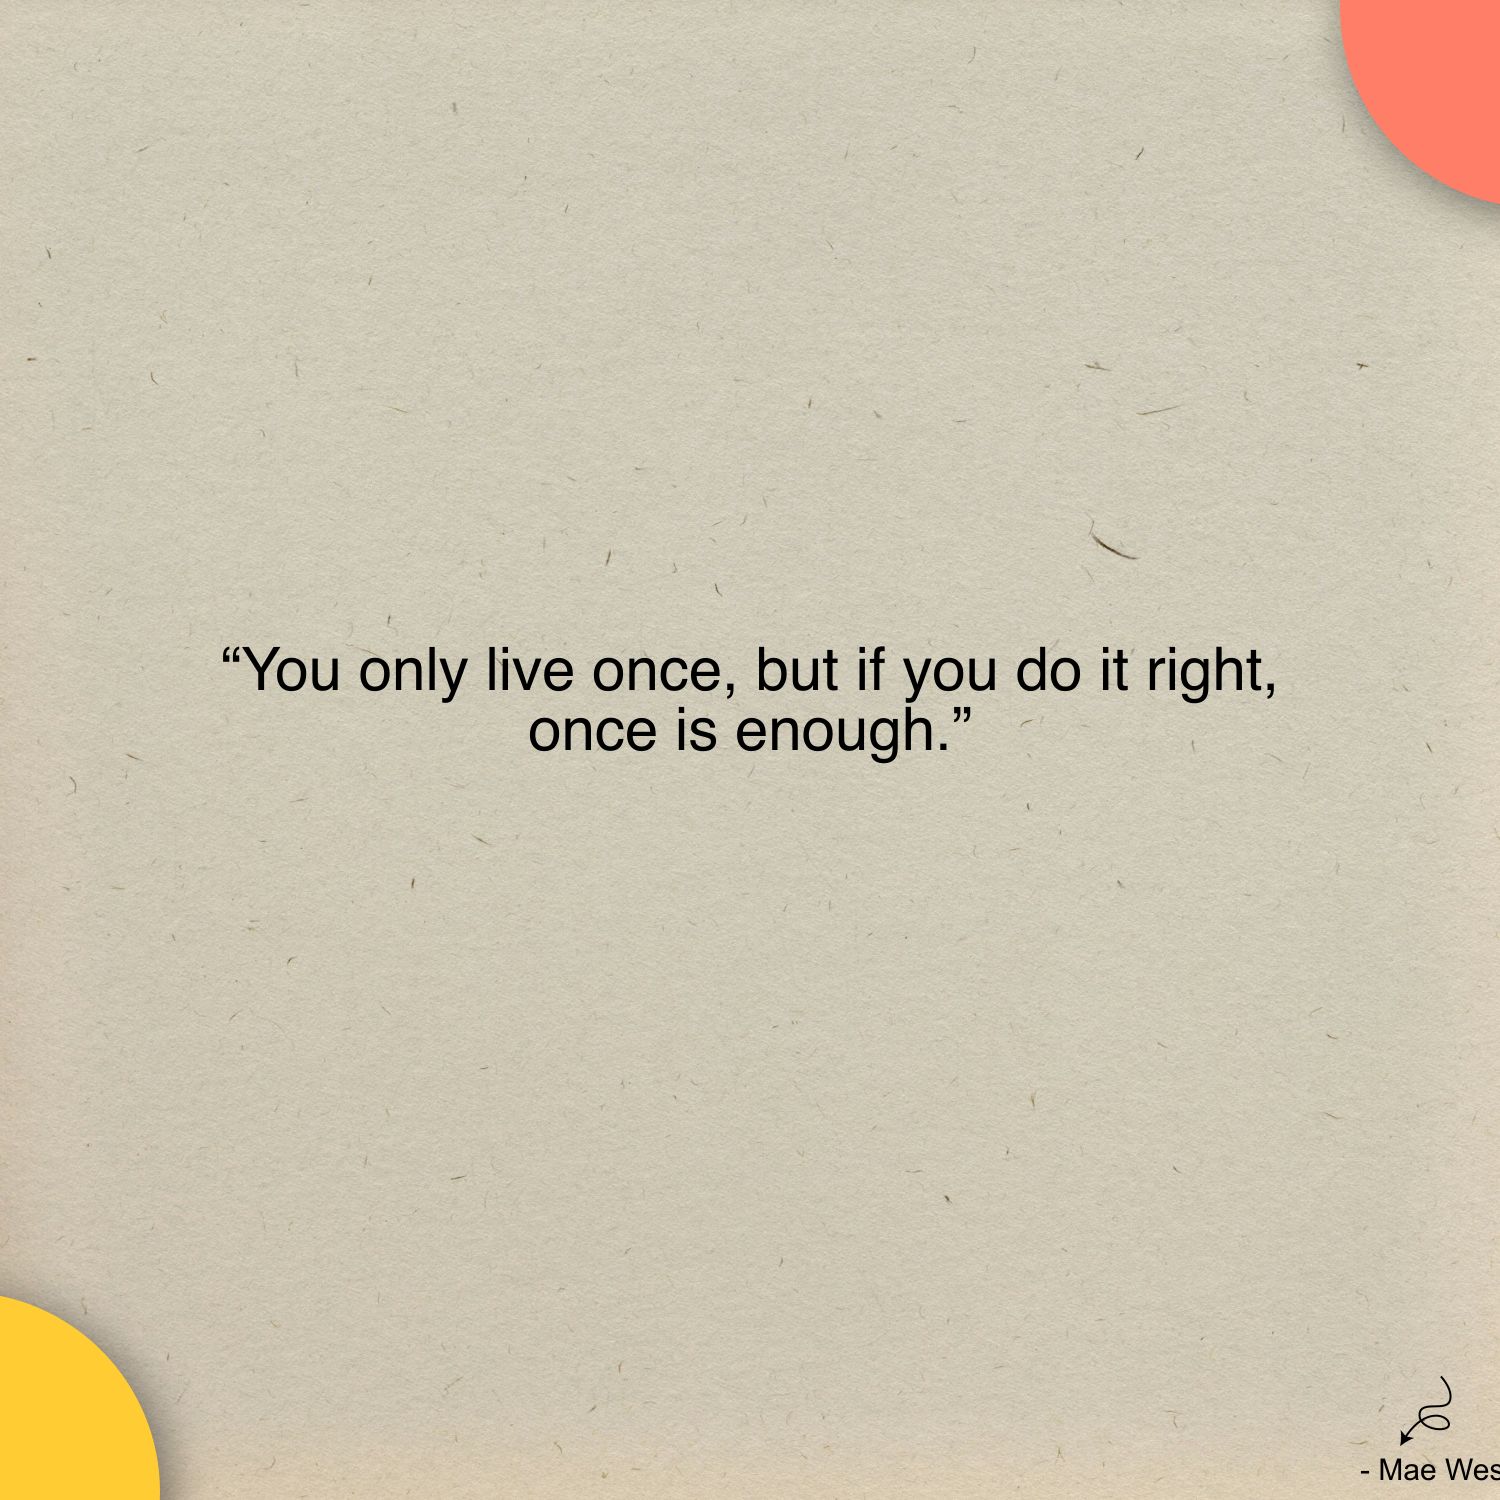 “You only live once, but if you do it right,
once is enough.”
- Mae Wes